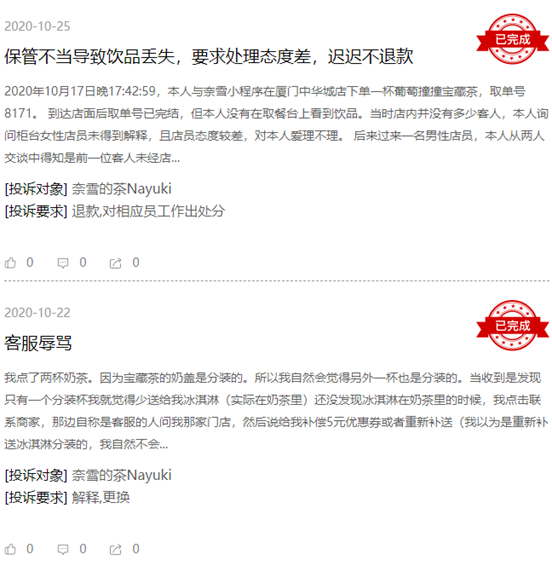 2020-10-25
已完成
保管不当导致饮品丢失，要求处理态度差，迟迟不退款
2020年10月17日晚17:42:59，本人与奈雪小程序在厦门中华城店下单一杯葡萄撞撞宝藏茶，取单号
8171。 到达店面后取单号已完结，但本人没有在取餐台上看到饮品。当时店内并没有多少客人，本人询
问柜台女性店员未得到解释，且店员态度较差，对本人爱理不理。 后来过来一名男性店员，本人从两人
交谈中得知是前一位客人未经店...
[投诉对象] 奈雪的茶Nayuki
[投诉要求] 退款,对相应员工作出处分
0 0 0
2020-10-22
已完成
客服辱骂
我点了两杯奶茶。因为宝藏茶的奶盖是分装的。所以我自然会觉得另外一杯也是分装的。当收到是发现
只有一个分装杯我就觉得少送给我冰淇淋（实际在奶茶里）还没发现冰淇淋在奶茶里的时候，我点击联
系商家，那边自称是客服的人问我那家门店，然后说给我补偿5元优惠券或者重新补送（我以为是重新补
送冰淇淋分装的，我自然不会...
[投诉对象] 奈雪的茶Nayuki
[投诉要求] 解释,更换
0 0 0